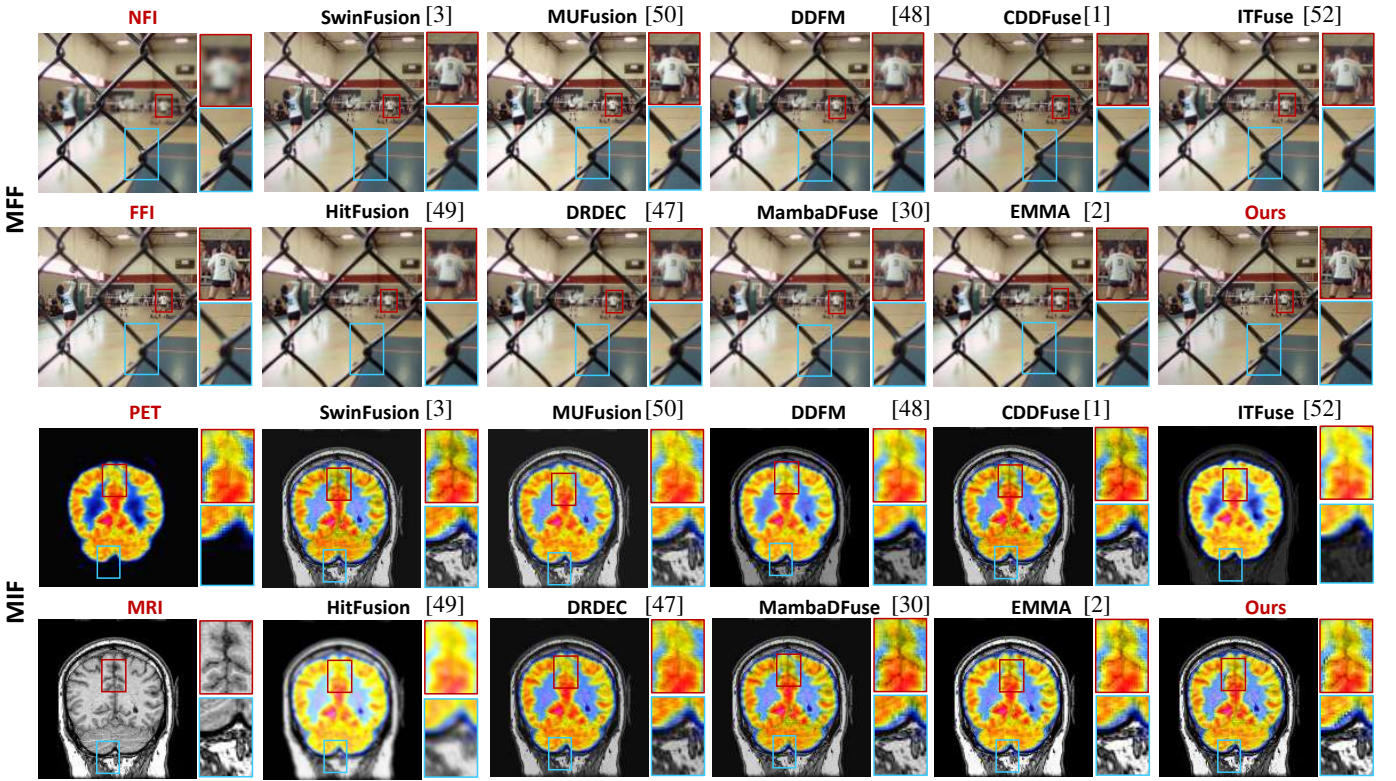 NFI SwinFusion [3] MUFusion [50] DDFM [48] CDDFuse[1] ITFuse [52]
MFF
FFI HitFusion [49] DRDEC [47] MambaDFuse [30] EMMA [2] Ours
PET SwinFusion [3] MUFusion [50] DDFM [48] CDDFuse [1] ITFuse [52]
MIF
MRI HitFusion [49] DRDEC [47] MambaDFuse [30] EMMA [2] Ours